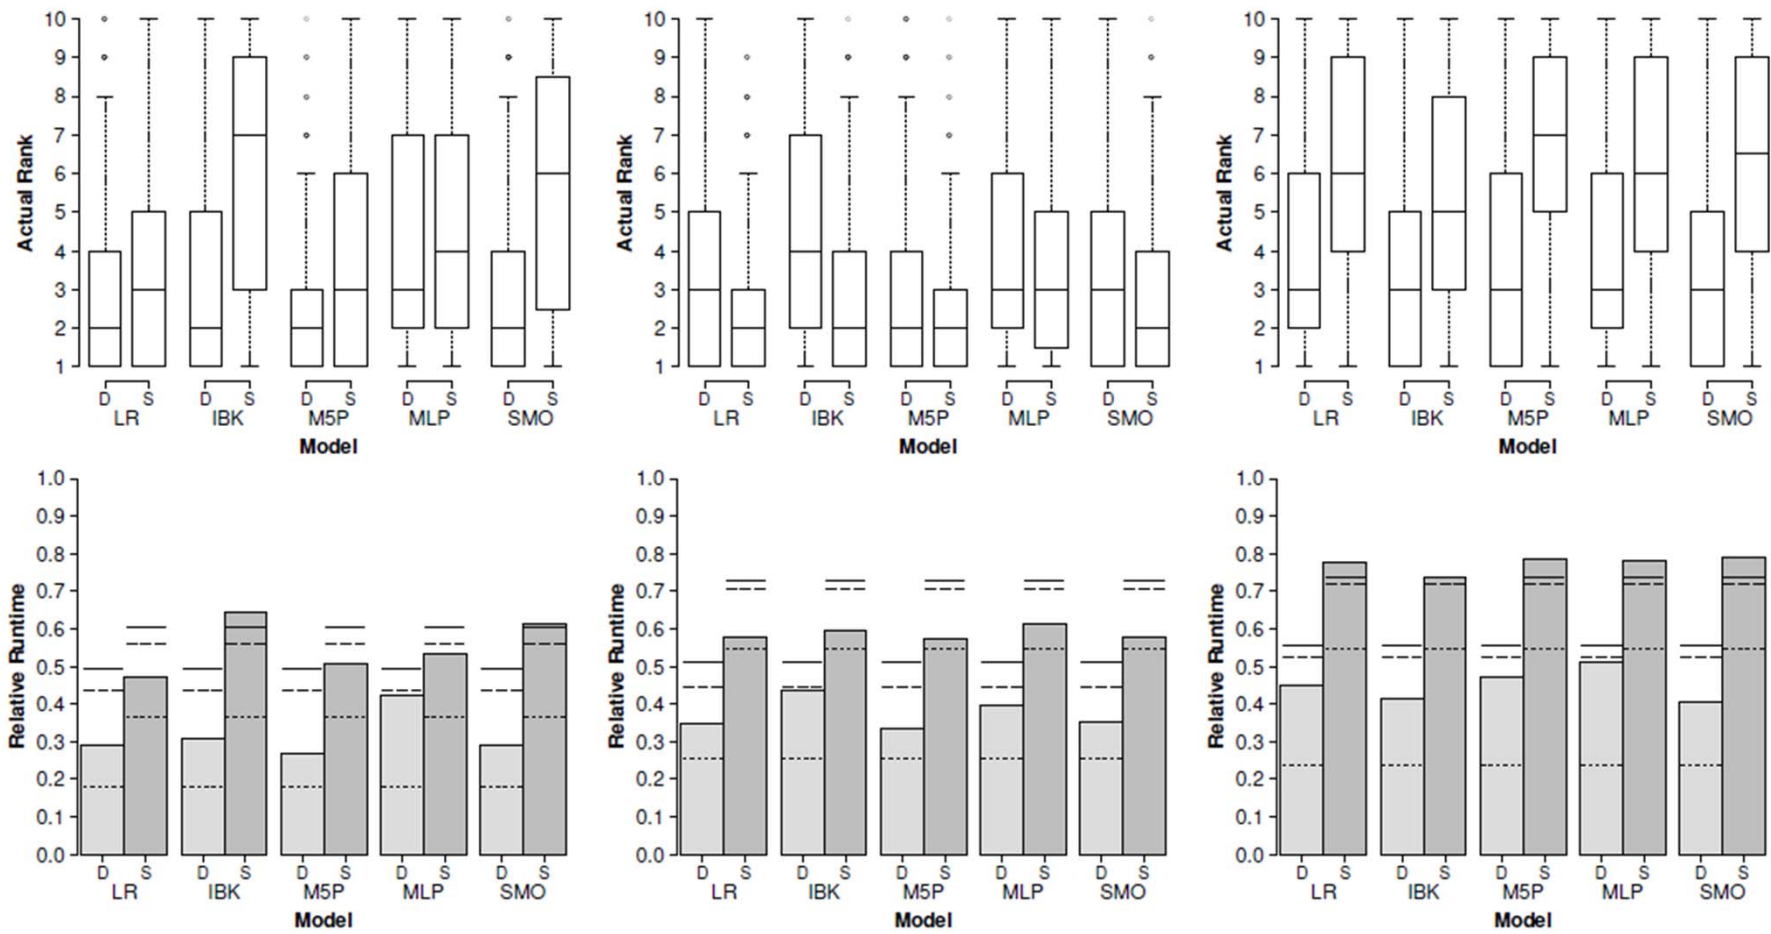 Actual Rank
10
9
8
7
6
5
4
3
2
1
D S D S D S D S D S
LR IBK M5P MLP SMO
Model
Actual Rank
10
9
8
7
6
5
4
3
2
1
D S D S D S D S D S
LR IBK M5P MLP SMO
Model
Actual Rank
10
9
8
7
6
5
4
3
2
1
D S D S D S D S D S
LR IBK M5P MLP SMO
Model
Relative Runtime
1.0
0.9
0.8
0.7
0.6
0.5
0.4
0.3
0.2
0.1
0.0
D S D S D S D S D S
LR IBK M5P MLP SMO
Model
Relative Runtime
1.0
0.9
0.8
0.7
0.6
0.5
0.4
0.3
0.2
0.1
0.0
D S D S D S D S D S
LR IBK M5P MLP SMO
Model
Relative Runtime
1.0
0.9
0.8
0.7
0.6
0.5
0.4
0.3
0.2
0.1
0.0
D S D S D S D S D S
LR IBK M5P MLP SMO
Model